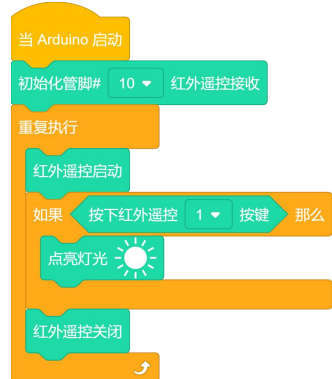 当 Arduino 启动
初始化管脚# 10 红外遥控接收
重复执行
红外遥控启动
如果 按下红外遥控 1 按键 那么
点亮灯光
红外遥控关闭